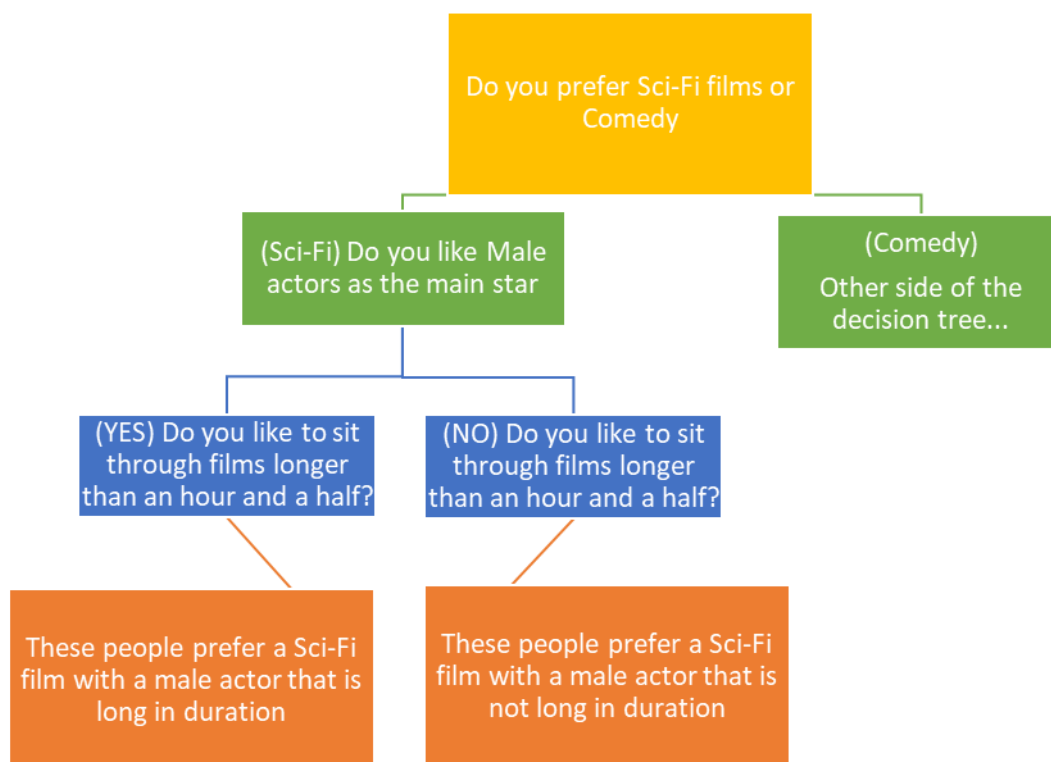 Do you prefer Sci-Fi films or
Comedy
(Sci-Fi) Do you like Male
actors as the main star
(Comedy)
Other side of the
decision tree...
(YES) Do you like to sit
through films longer
than an hour and a half?
(NO) Do you like to sit
through films longer
than an hour and a half?
These people prefer a Sci-Fi
film with a male actor that is
long in duration
These people prefer a Sci-Fi
film with a male actor that is
not long in duration